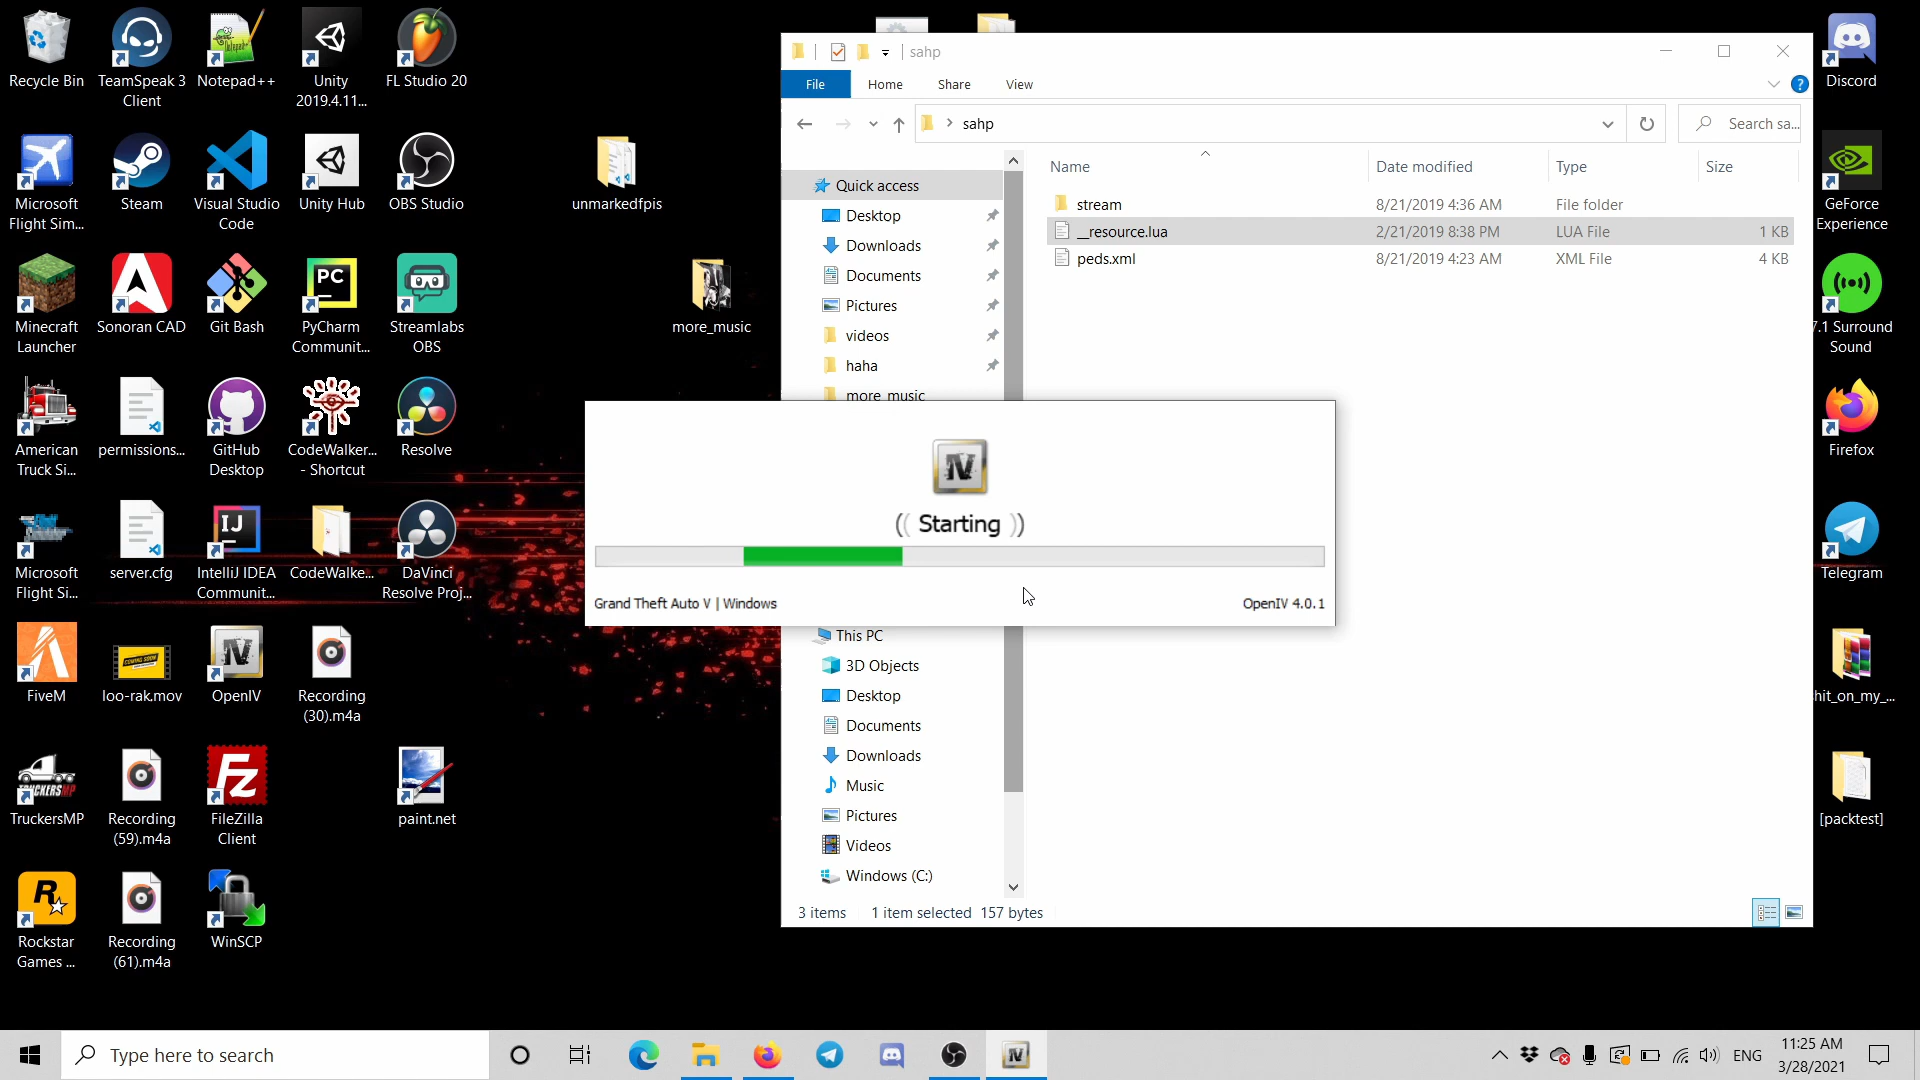 Recycle Bin
TeamSpeak 3
Client
Notepad++
Unity
2019.4.11...
FL Studio 20
Microsoft
Flight Sim...
Steam
Visual Studio
Code
Unity Hub
OBS Studio
unmarkedfpis
Minecraft
Launcher
Sonoran CAD
Git Bash
PC
PyCharm
Communit...
Streamlabs
OBS
more_music
American
Truck Si...
permissions...
GitHub
Desktop
CodeWalker...
- Shortcut
Resolve
Microsoft
Flight Si...
server.cfg
IJ
IntelliJ IDEA
Communit...
CodeWalke...
DaVinci
Resolve Proj...
FiveM
COMING SOON
loo-rak.mov
IV
OpenIV
Recording
(30).m4a
TruckersMP
Recording
(59).m4a
Fz
FileZilla
Client
paint.net
R
Rockstar
Games ...
Recording
(61).m4a
WinSCP
sahp
File
Home
Share
View
sahp
Search sa...
Name
Date modified
Type
Size
stream
8/21/2019 4:36 AM
File folder
__resource.lua
2/21/2019 8:38 PM
LUA File
1 KB
peds.xml
8/21/2019 4:23 AM
XML File
4 KB
Quick access
Desktop
Downloads
Documents
Pictures
videos
haha
more_music
IV
(( Starting ))
Grand Theft Auto V | Windows
OpenIV 4.0.1
This PC
3D Objects
Desktop
Documents
Downloads
Music
Pictures
Videos
Windows (C:)
3 items
1 item selected
157 bytes
Discord
GeForce
Experience
7.1 Surround
Sound
Firefox
Telegram
hit_on_my_...
[packtest]
Type here to search
IV
ENG
11:25 AM
3/28/2021